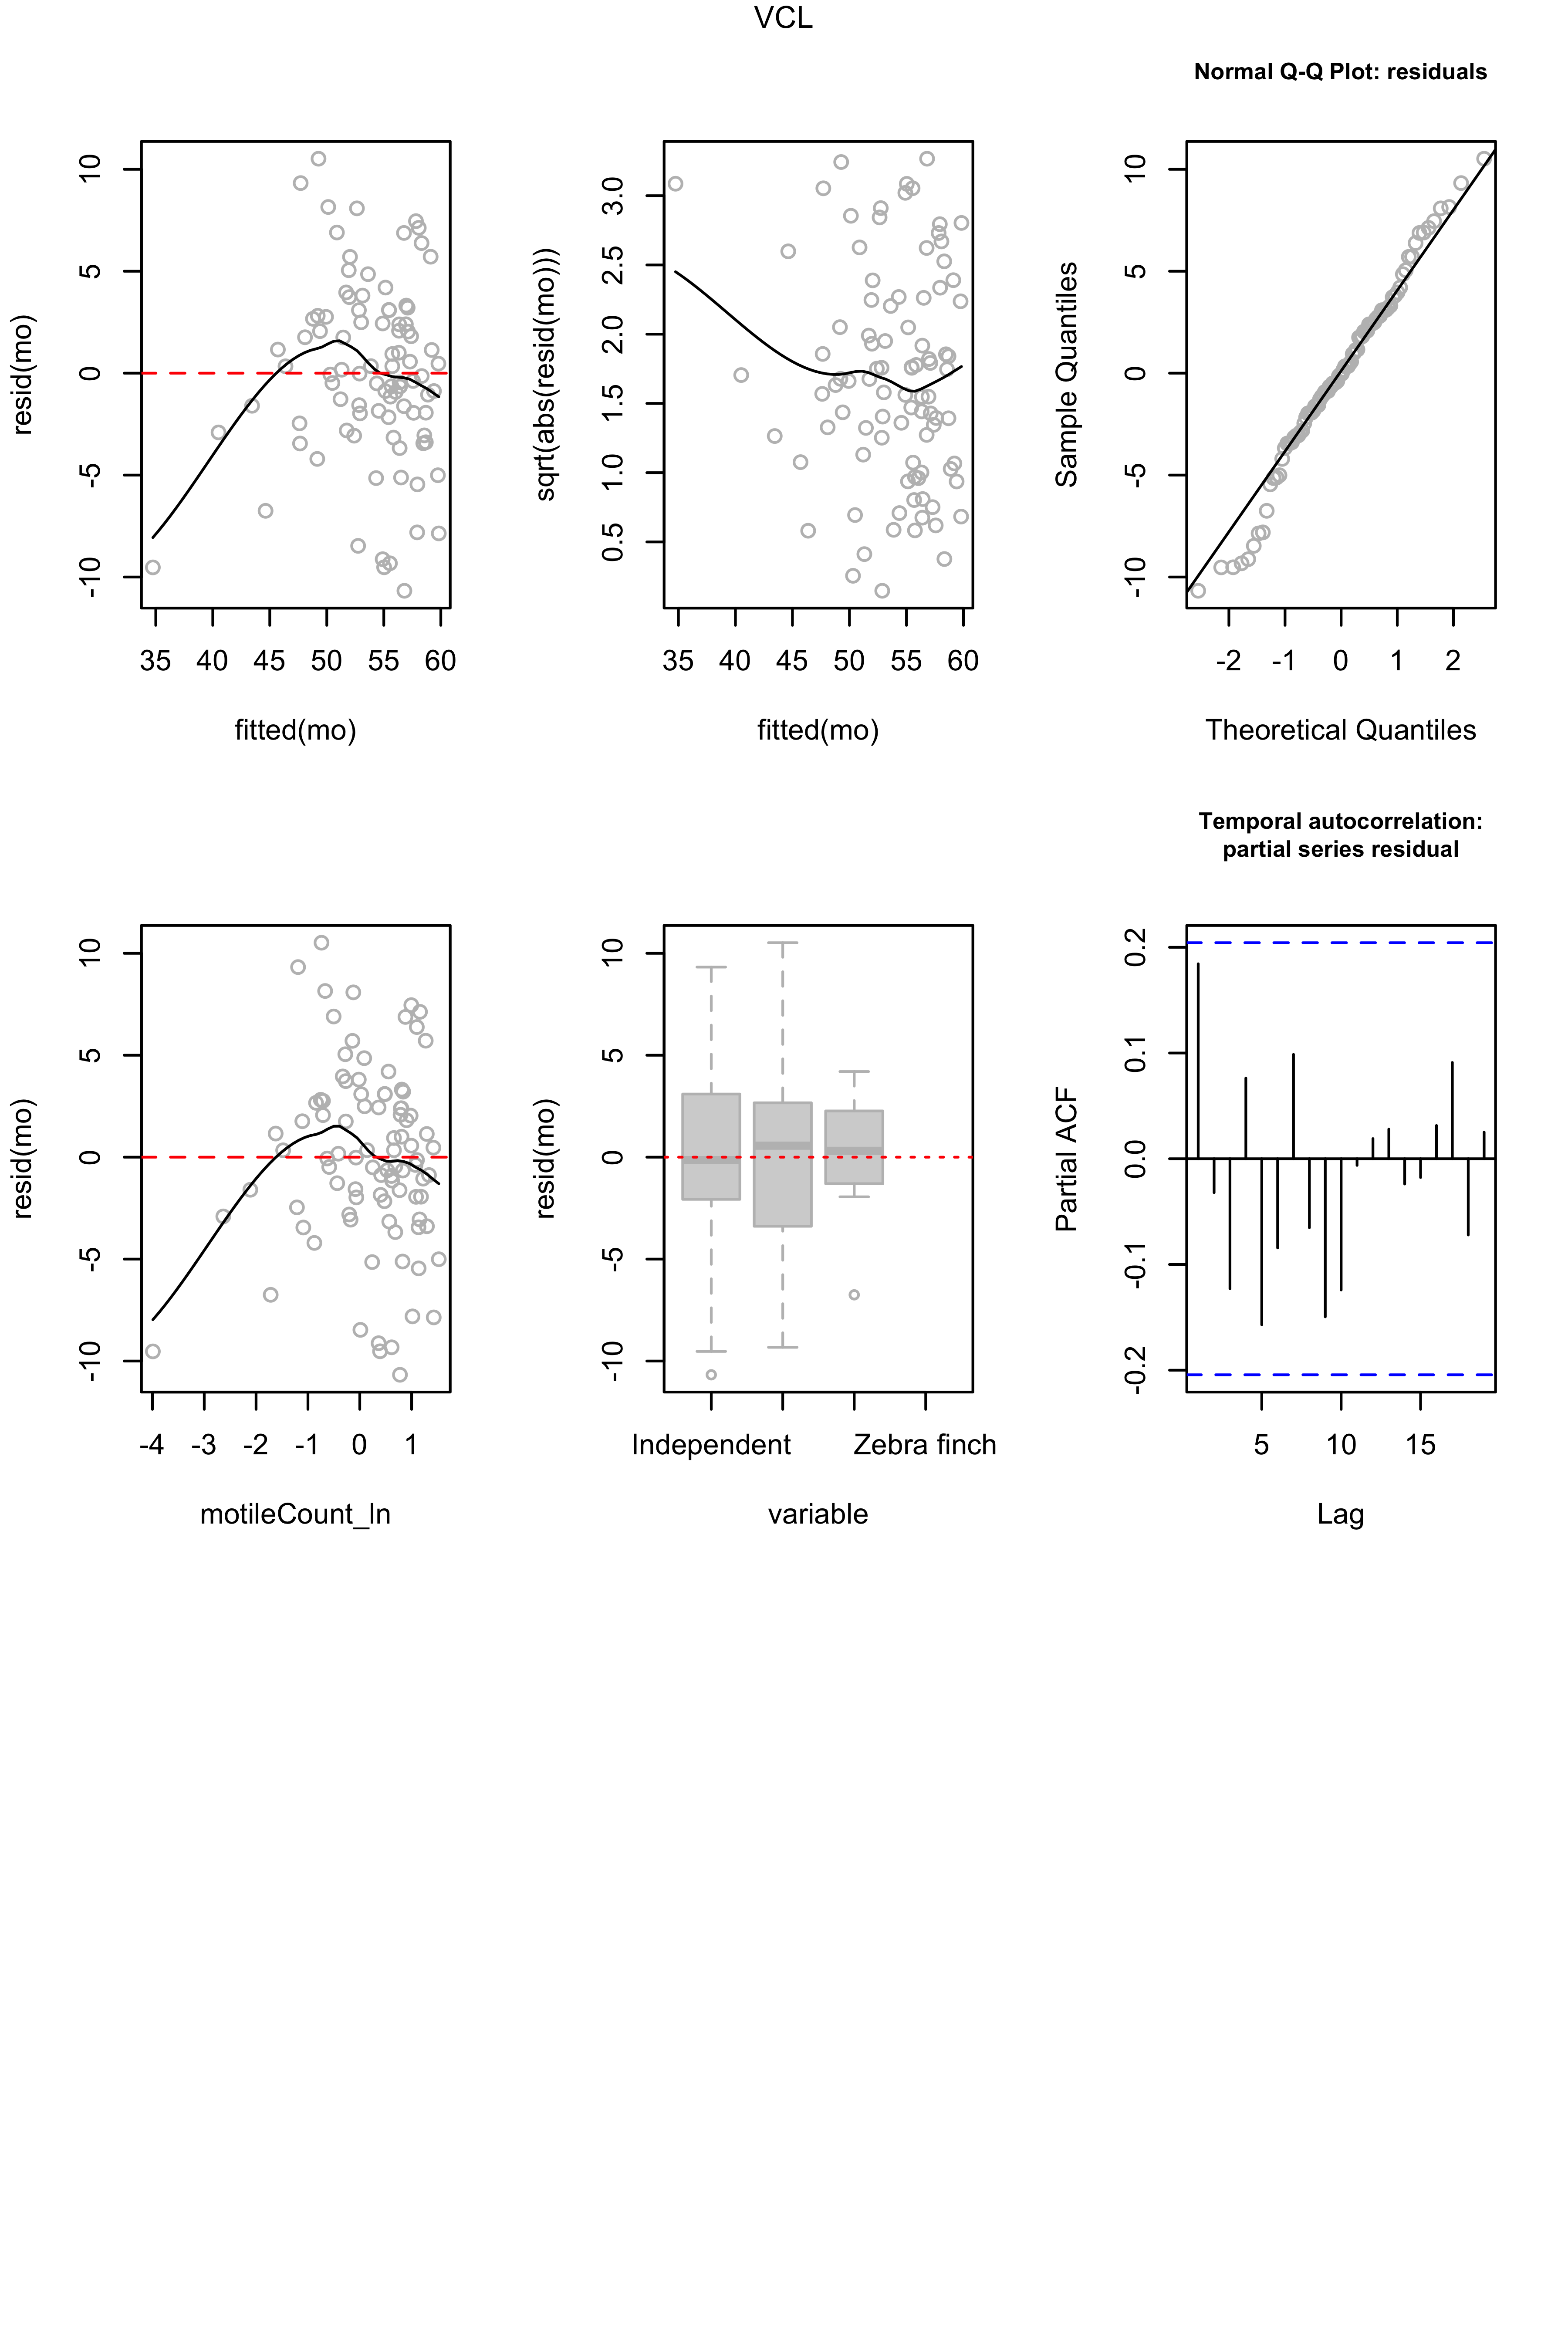 VCL
resid(mo)
10
5
0
-5
-10
35 40 45 50 55 60
fitted(mo)
sqrt(abs(resid(mo)))
3.0
2.5
2.0
1.5
1.0
0.5
35 40 45 50 55 60
fitted(mo)
Normal Q-Q Plot: residuals
Sample Quantiles
10
5
0
-5
-10
-2 -1 0 1 2
Theoretical Quantiles
resid(mo)
10
5
0
-5
-10
-4 -3 -2 -1 0 1
motileCount_ln
resid(mo)
10
5
0
-5
-10
Independent Zebra finch
variable
Temporal autocorrelation:
partial series residual
Partial ACF
0.2
0.1
0.0
-0.1
-0.2
5 10 15
Lag